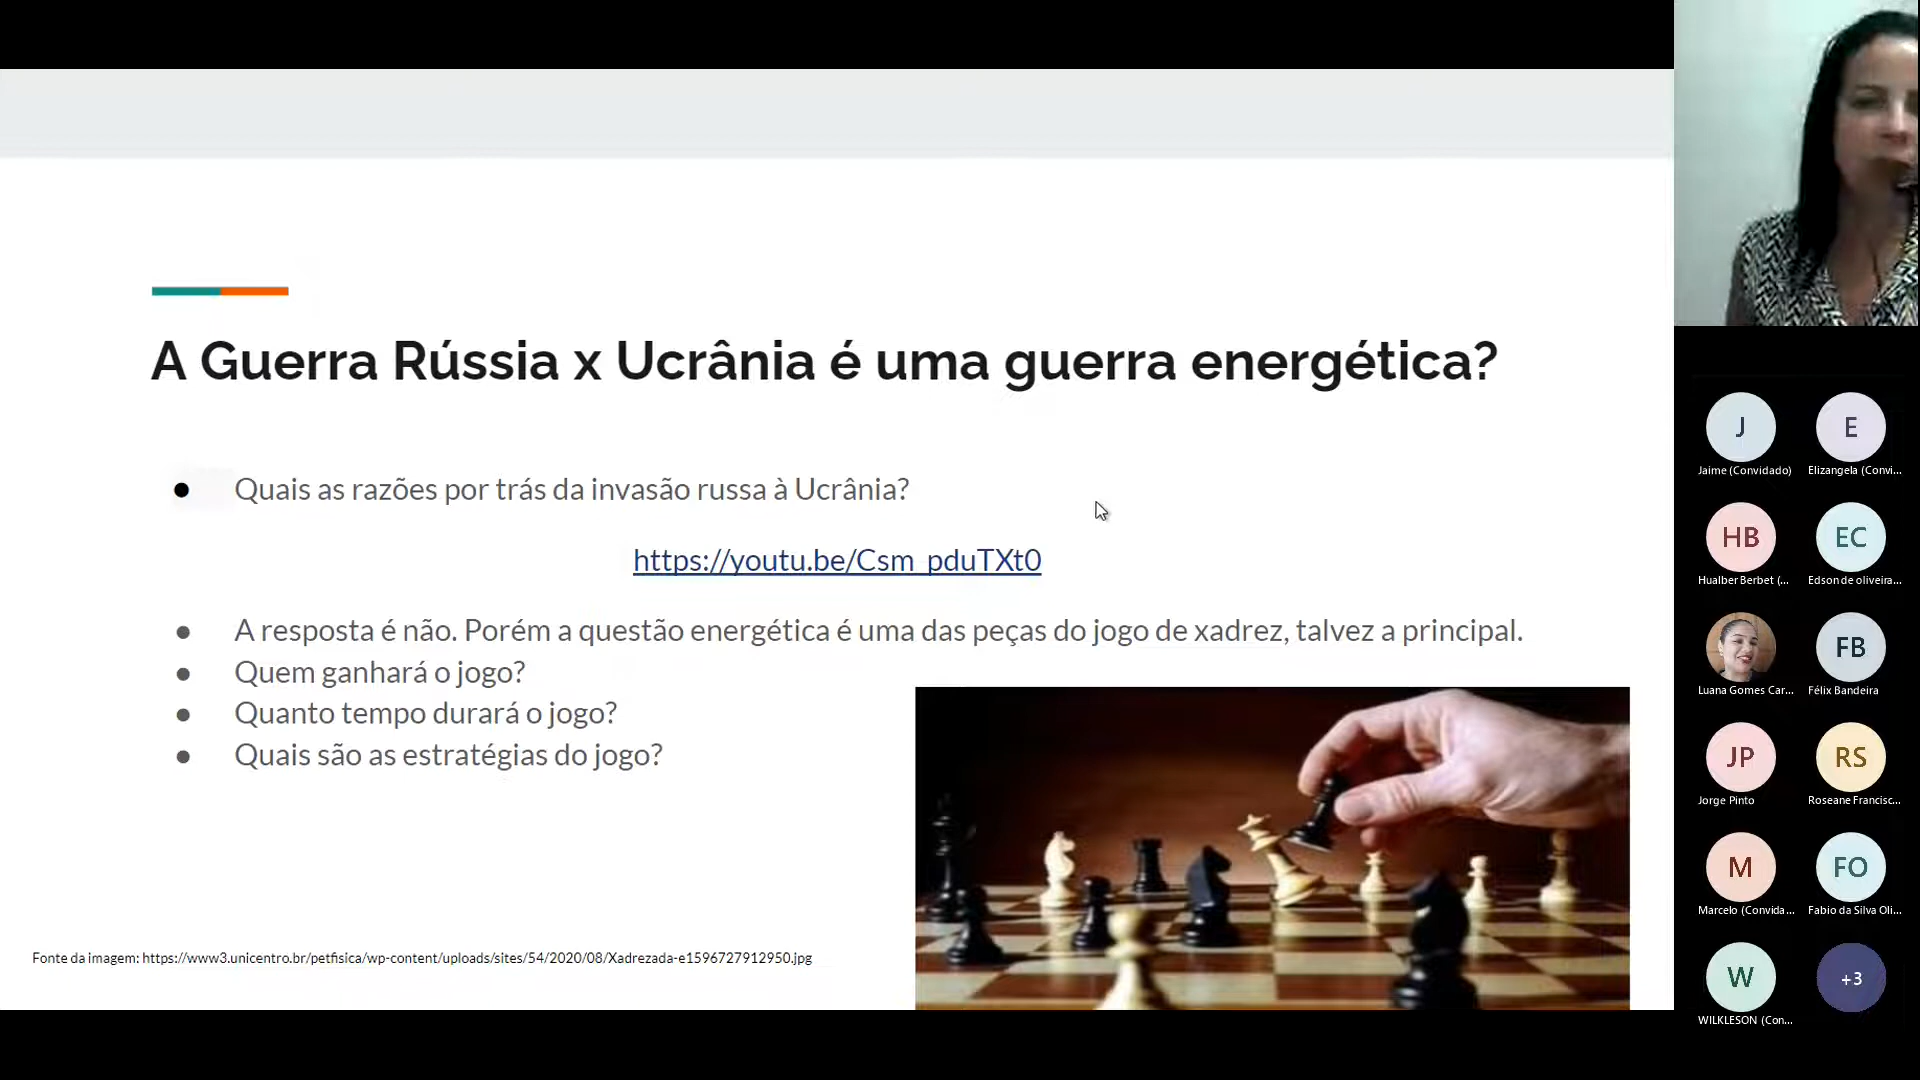 A Guerra Rússia x Ucrânia é uma guerra energética?
● Quais as razões por trás da invasão russa à Ucrânia?
https://youtu.be/Csm_pduTXt0
● A resposta é não. Porém a questão energética é uma das peças do jogo de xadrez, talvez a principal.
● Quem ganhará o jogo?
● Quanto tempo durará o jogo?
● Quais são as estratégias do jogo?
Fonte da imagem: https://www3.unicentro.br/petfisica/wp-content/uploads/sites/54/2020/08/Xadrezada-e1596727912950.jpg
J E
Jaime (Convidado) Elizangela (Convi...
HB EC
Hualber Berbet (... Edson de oliveira...
FB
Luana Gomes Car... Félix Bandeira
JP RS
Jorge Pinto Roseane Francisc...
M FO
Marcelo (Convida... Fabio da Silva Oli...
W +3
WILKLESON (Con...